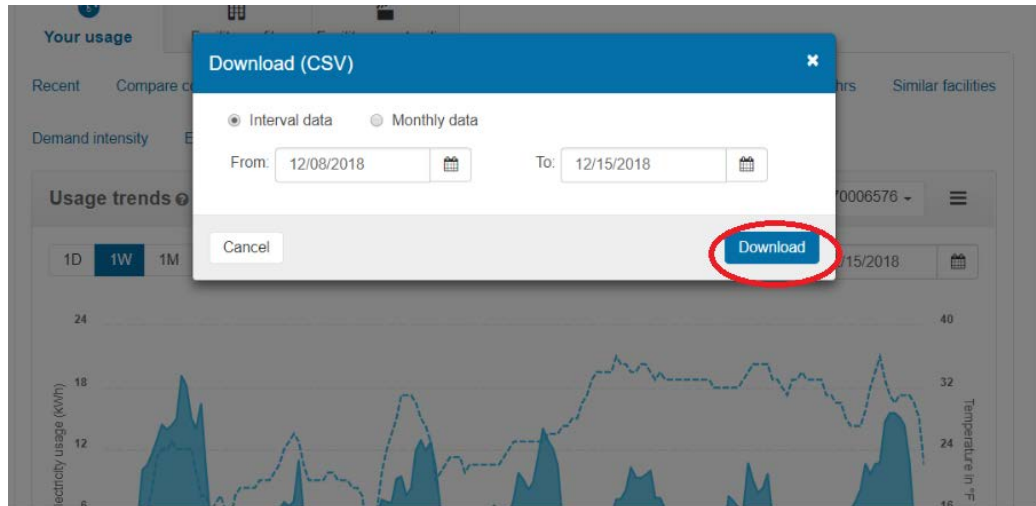 Your usage
Download (CSV)
Recent
Compare
hrs
Similar facilities
Interval data
Monthly data
Demand intensity
From: 12/08/2018
To: 12/15/2018
Usage trends
70006576
Cancel
Download
1D 1W 1M
/15/2018
24
40
18
32
12
24
6
16
Electricity usage (kWh)
Temperature in °F